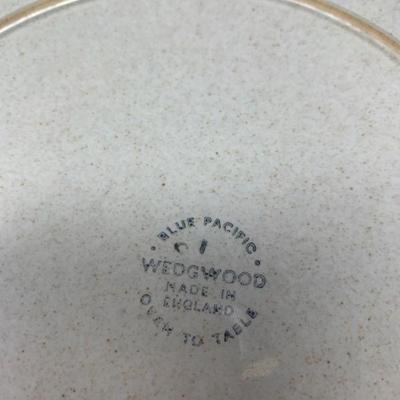 • BLUE PACIFIC •
WEDGWOOD
MADE IN
ENGLAND
OVEN TO TABLE